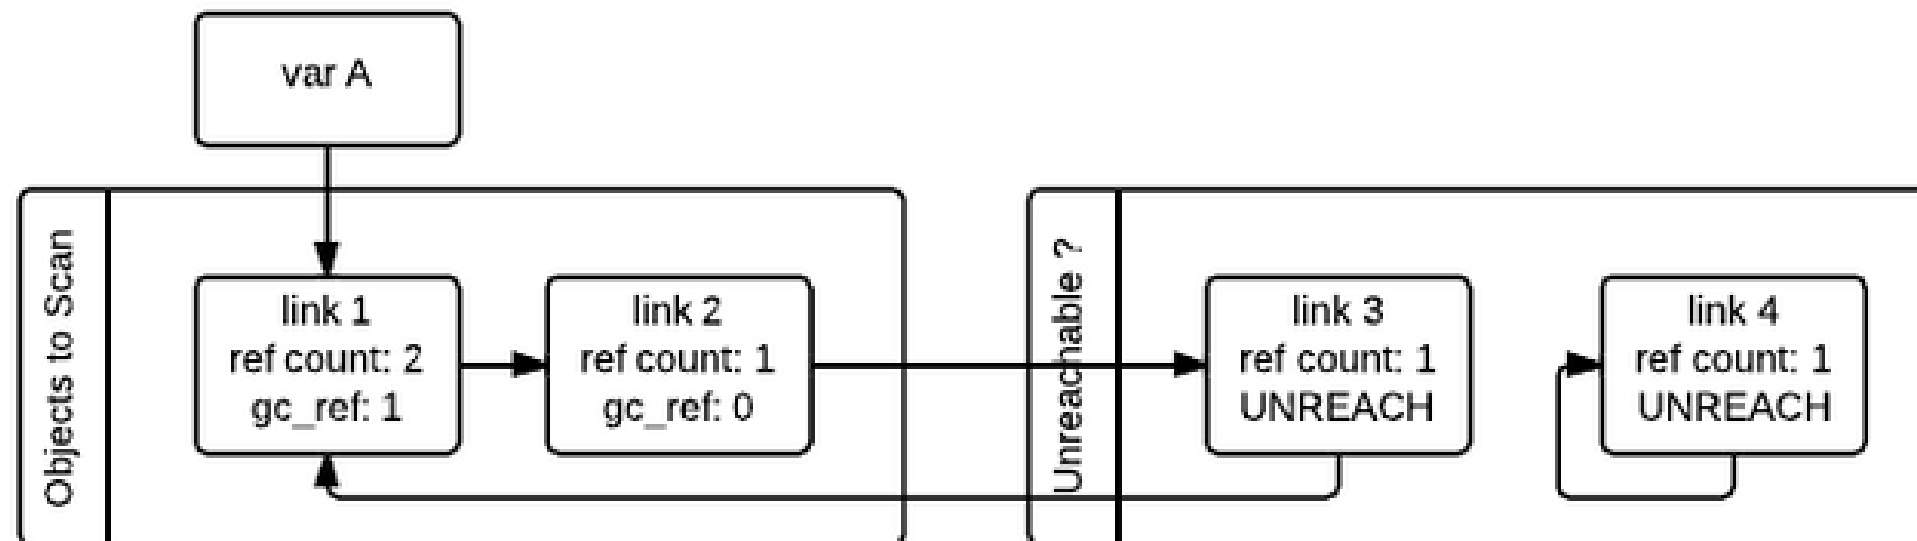 var A
Objects to Scan
link 1
ref count: 2
gc_ref: 1
link 2
ref count: 1
gc_ref: 0
Unreachable ?
link 3
ref count: 1
UNREACH
link 4
ref count: 1
UNREACH